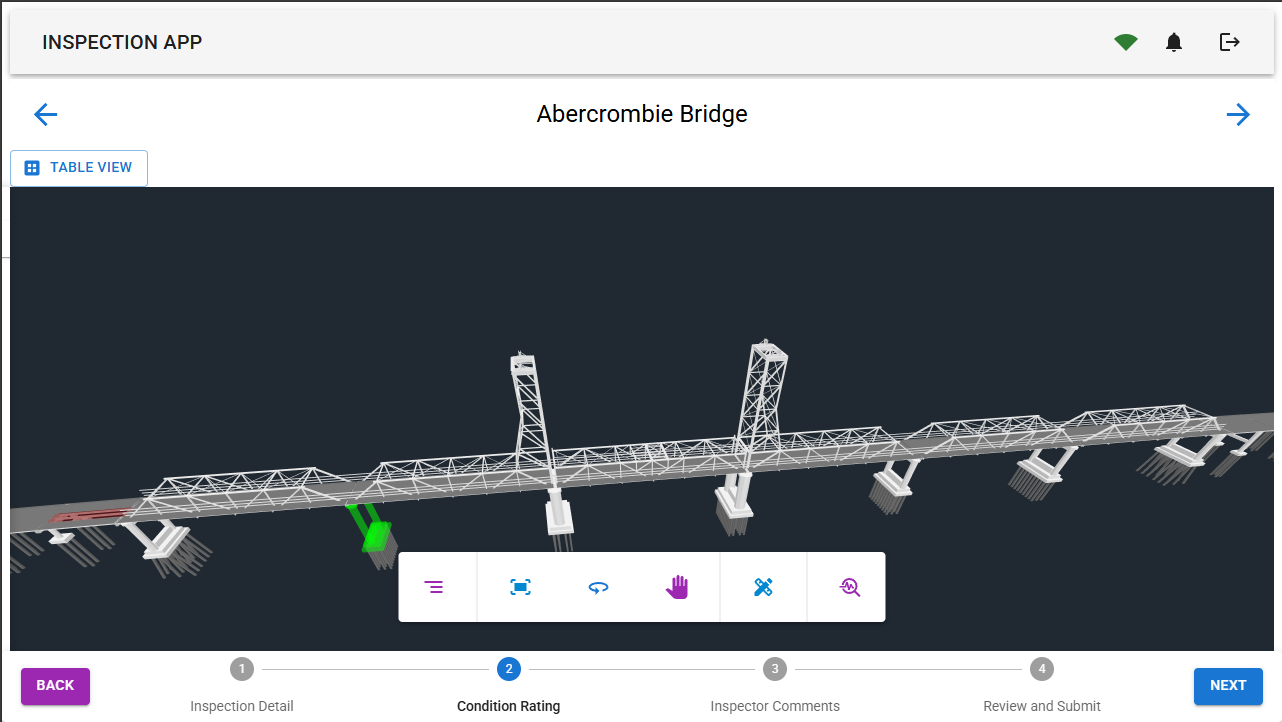 INSPECTION APP
Abercrombie Bridge
TABLE VIEW
BACK
1
2
3
4
NEXT
Inspection Detail
Condition Rating
Inspector Comments
Review and Submit